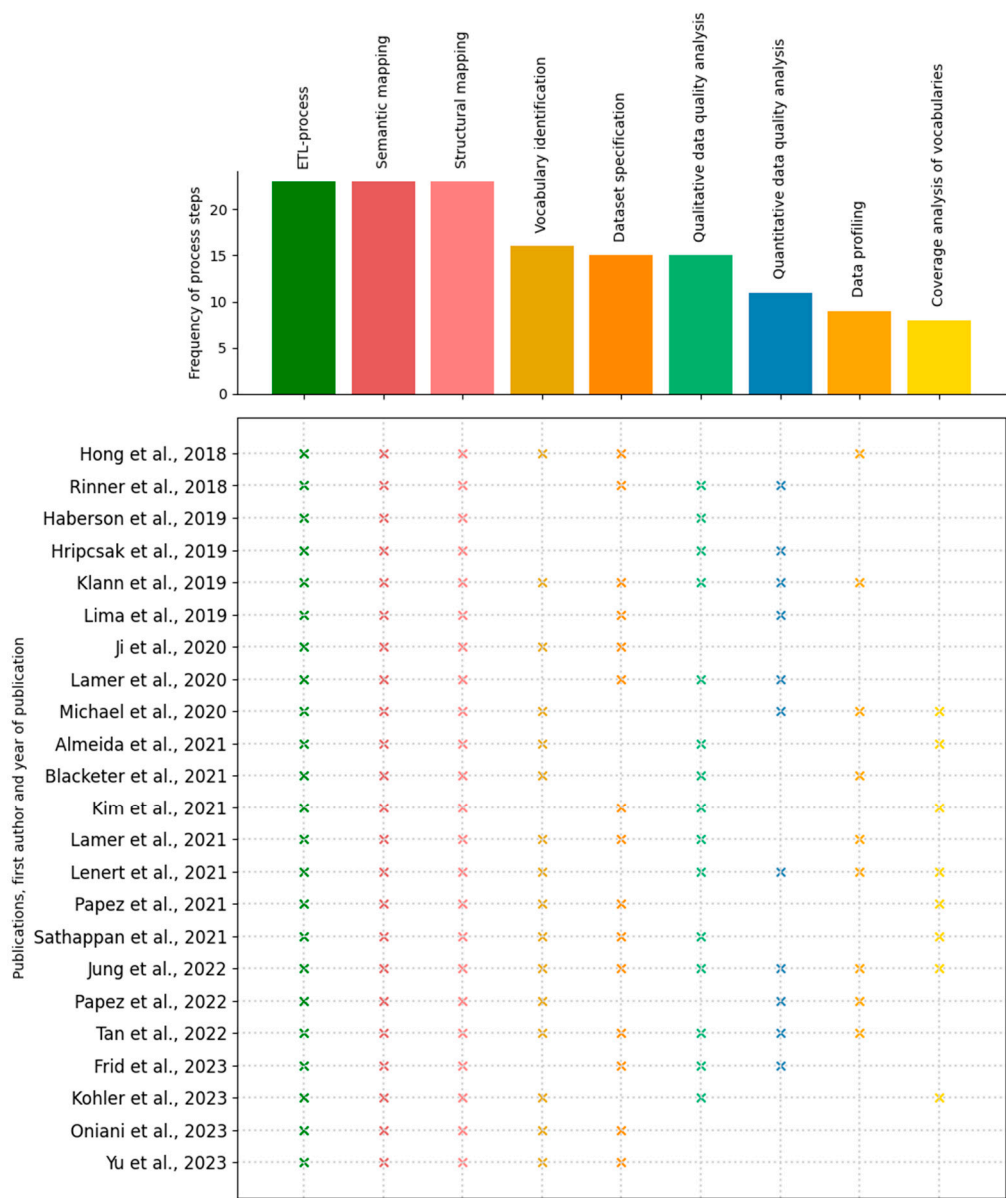 ETL-process
Semantic mapping
Structural mapping
Vocabulary identification
Dataset specification
Qualitative data quality analysis
Quantitative data quality analysis
Data profiling
Coverage analysis of vocabularies
Frequency of process steps
20
15
10
5
0
Publications, first author and year of publication
Hong et al., 2018
Rinner et al., 2018
Haberson et al., 2019
Hripcsak et al., 2019
Klann et al., 2019
Lima et al., 2019
Ji et al., 2020
Lamer et al., 2020
Michael et al., 2020
Almeida et al., 2021
Blacketer et al., 2021
Kim et al., 2021
Lamer et al., 2021
Lenert et al., 2021
Papez et al., 2021
Sathappan et al., 2021
Jung et al., 2022
Papez et al., 2022
Tan et al., 2022
Frid et al., 2023
Kohler et al., 2023
Oniani et al., 2023
Yu et al., 2023